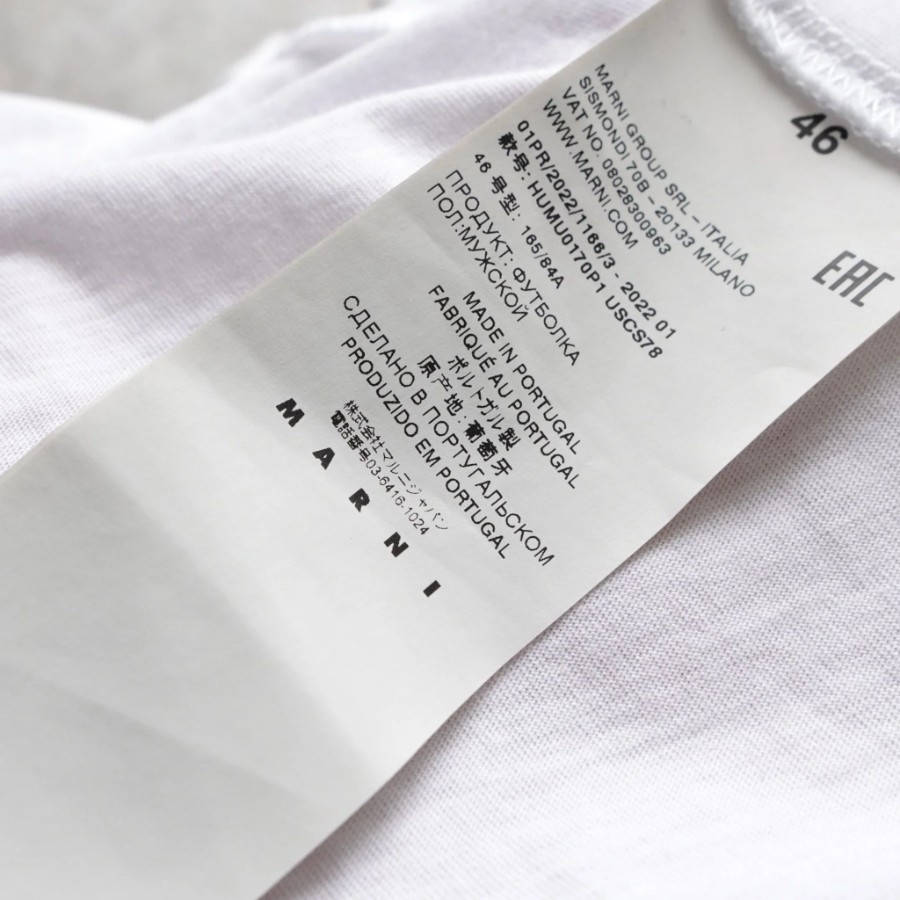 46
MARNI GROUP SRL – ITALIA
SISMONDI 70B – 20133 MILANO
VAT NO. 08028300963
WWW.MARNI.COM
EAC
01PR/2022/166/3 - 2022 01
款号: HUMU0170P1 USCS78
46 号型: 165/84A
ПРОДУКТ: ФУТБОЛКА
ПОЛ:МУЖСКОЙ
MADE IN PORTUGAL
FABRIQUÉ AU PORTUGAL
ポルトガル製
原产地:葡萄牙
СДЕЛАНО В ПОРТУГАЛЬСКОМ
PRODUZIDO EM PORTUGAL
株式会社マルニジャパン
電話番号03-6416-1024
MARNI